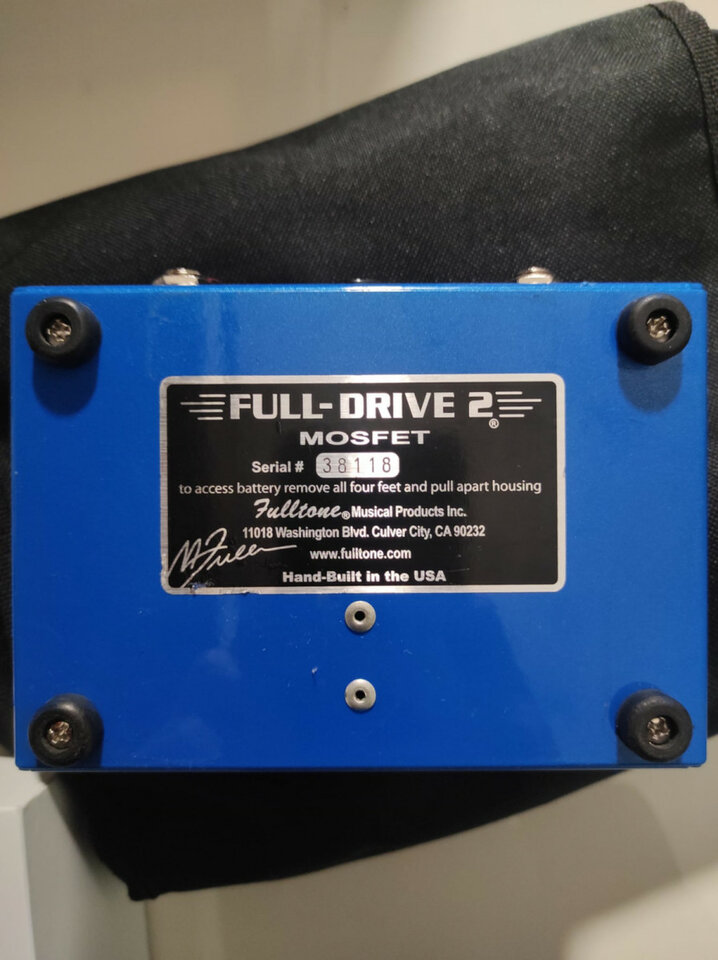 FULL-DRIVE 2®
MOSFET
Serial # 38118
to access battery remove all four feet and pull apart housing
Fulltone® Musical Products Inc.
11018 Washington Blvd. Culver City, CA 90232
www.fulltone.com
M Fuller
Hand-Built in the USA